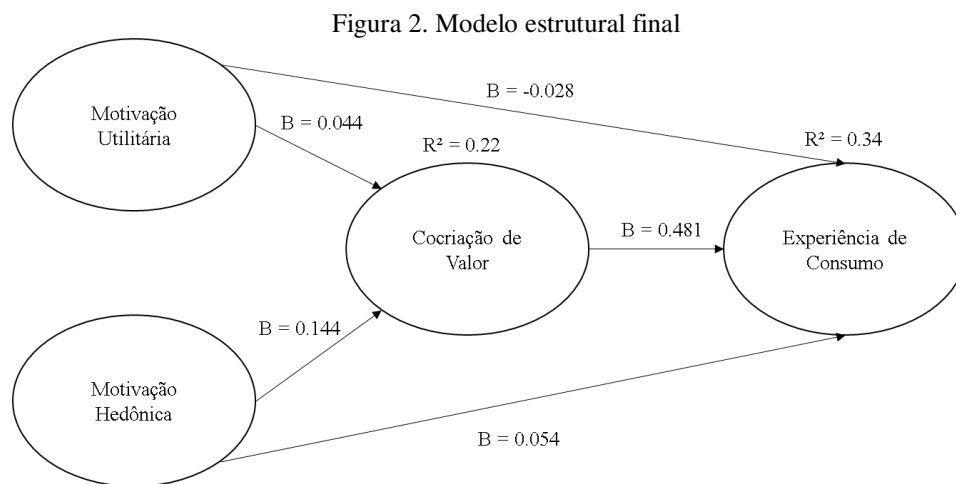 Figura 2. Modelo estrutural final
Motivação
Utilitária
B = -0.028
B = 0.044
R² = 0.22
R² = 0.34
Cocriação de
Valor
B = 0.481
Experiência de
Consumo
B = 0.144
Motivação
Hedônica
B = 0.054